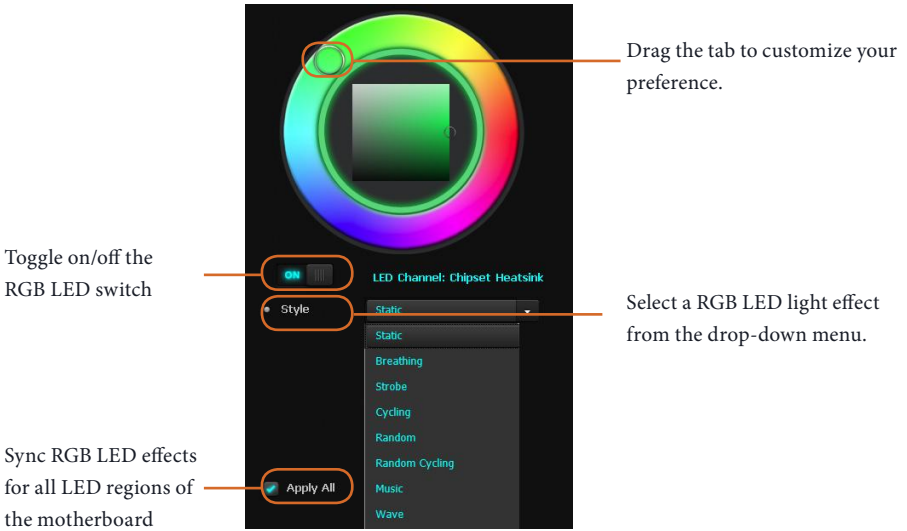 Drag the tab to customize your
preference.
Toggle on/off the
RGB LED switch
ON
LED Channel: Chipset Heatsink
Style
Static
Select a RGB LED light effect
from the drop-down menu.
Static
Breathing
Strobe
Cycling
Random
Random Cycling
Music
Wave
Sync RGB LED effects
for all LED regions of
the motherboard
Apply All